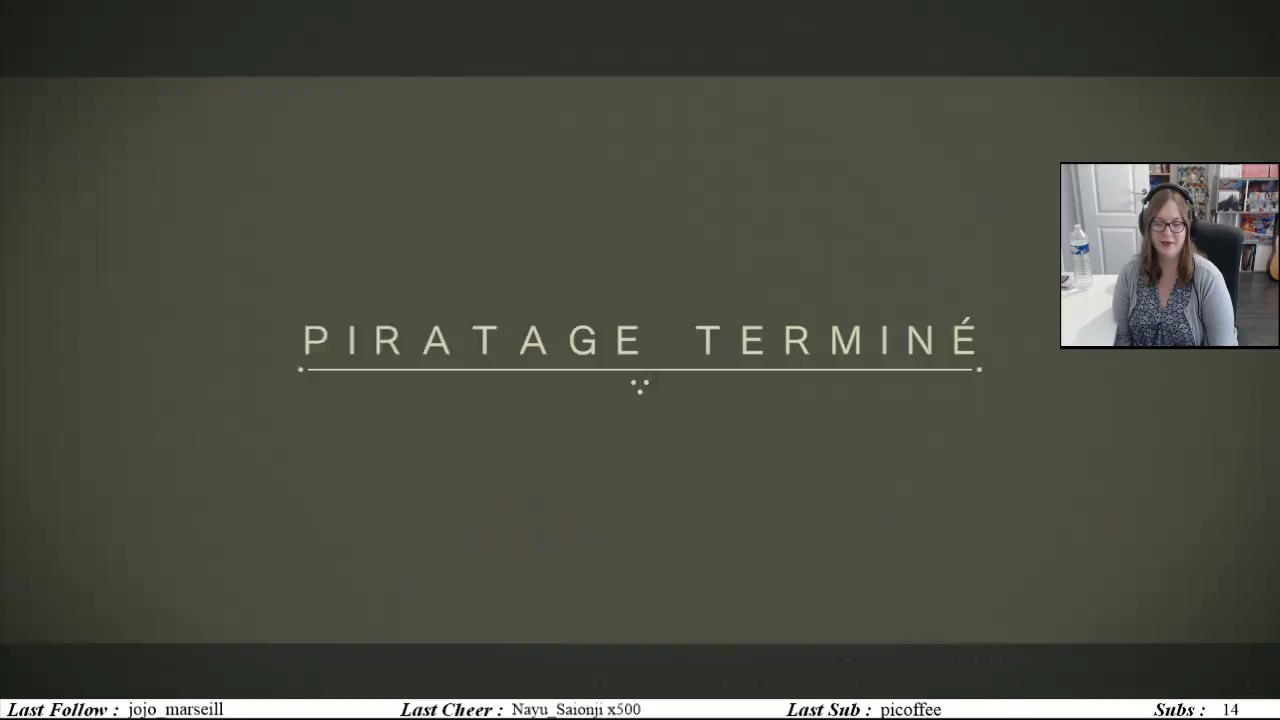 PIRATAGE TERMINÉ
Last Follow : jojo_marseill Last Cheer : Nayu_Saionji x500 Last Sub : picoffee Subs : 14